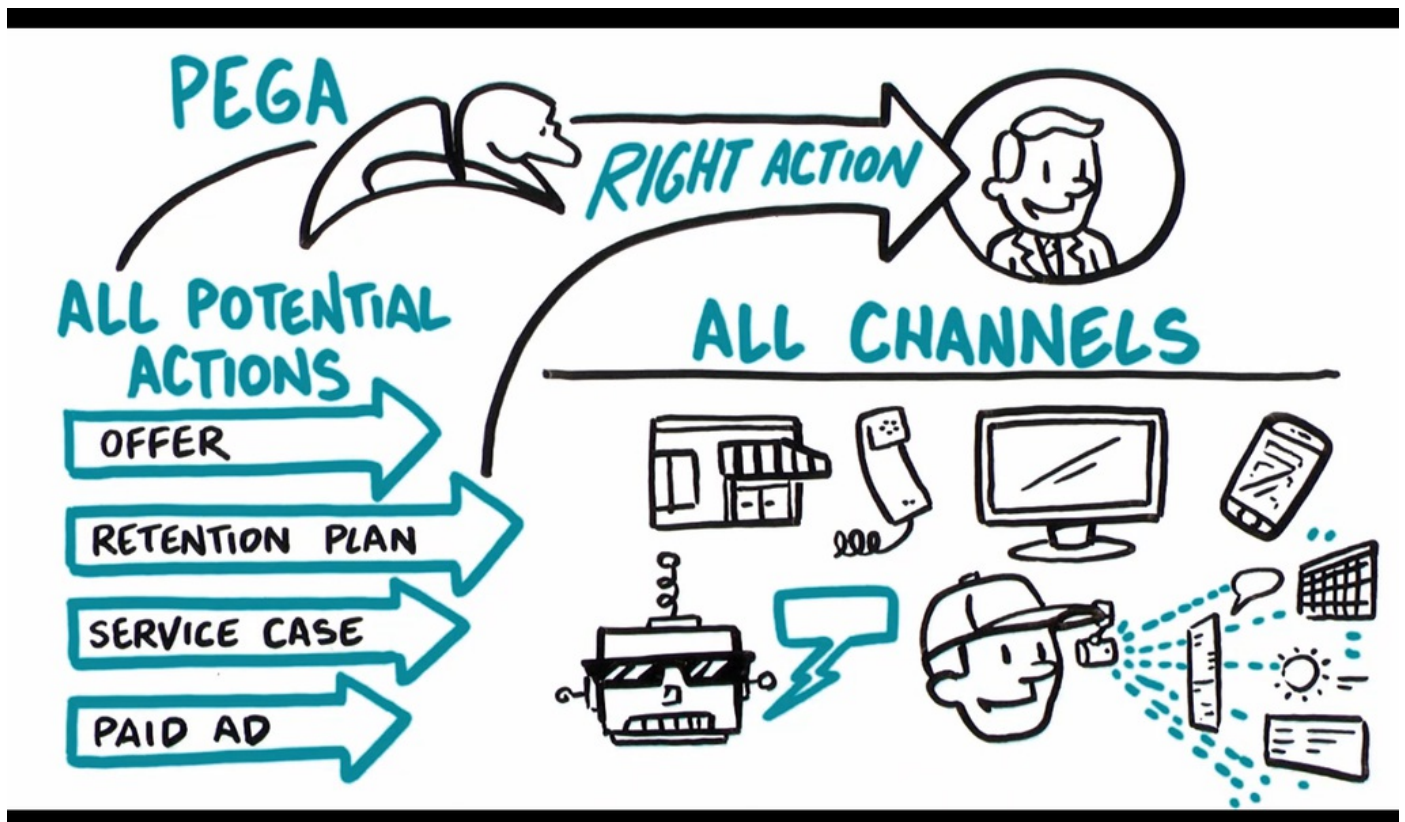 PEGA
RIGHT ACTION
ALL POTENTIAL
ACTIONS
OFFER
RETENTION PLAN
SERVICE CASE
PAID AD
ALL CHANNELS